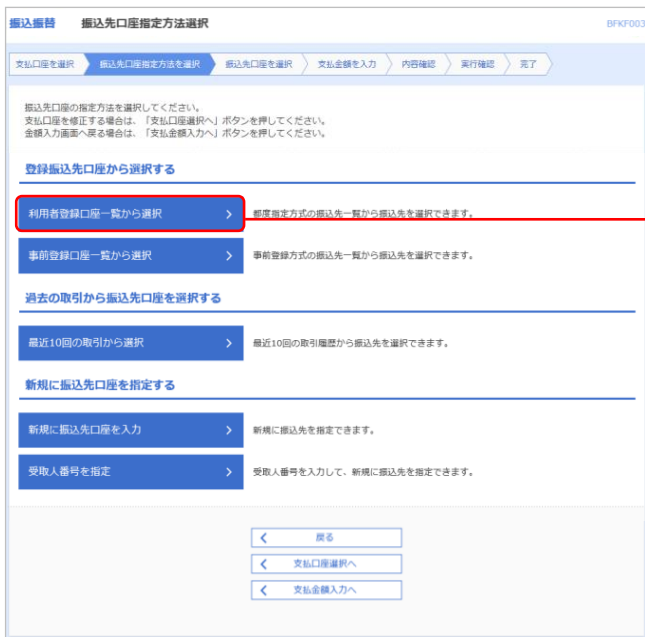 振込振替 振込先口座指定方法選択 BFKF003
支払口座を選択 振込先口座指定方法を選択 振込先口座を選択 支払金額を入力 内容確認 実行確認 完了
振込先口座の指定方法を選択してください。
支払口座を修正する場合は、「支払口座選択へ」ボタンを押してください。
金額入力画面へ戻る場合は、「支払金額入力へ」ボタンを押してください。
登録振込先口座から選択する
利用者登録口座一覧から選択 都度指定方式の振込先一覧から振込先を選択できます。
事前登録口座一覧から選択 事前登録方式の振込先一覧から振込先を選択できます。
過去の取引から振込先口座を選択する
最近10回の取引から選択 最近10回の取引履歴から振込先を選択できます。
新規に振込先口座を指定する
新規に振込先口座を入力 新規に振込先を指定できます。
受取人番号を指定 受取人番号を入力して、新規に振込先を指定できます。
戻る
支払口座選択へ
支払金額入力へ